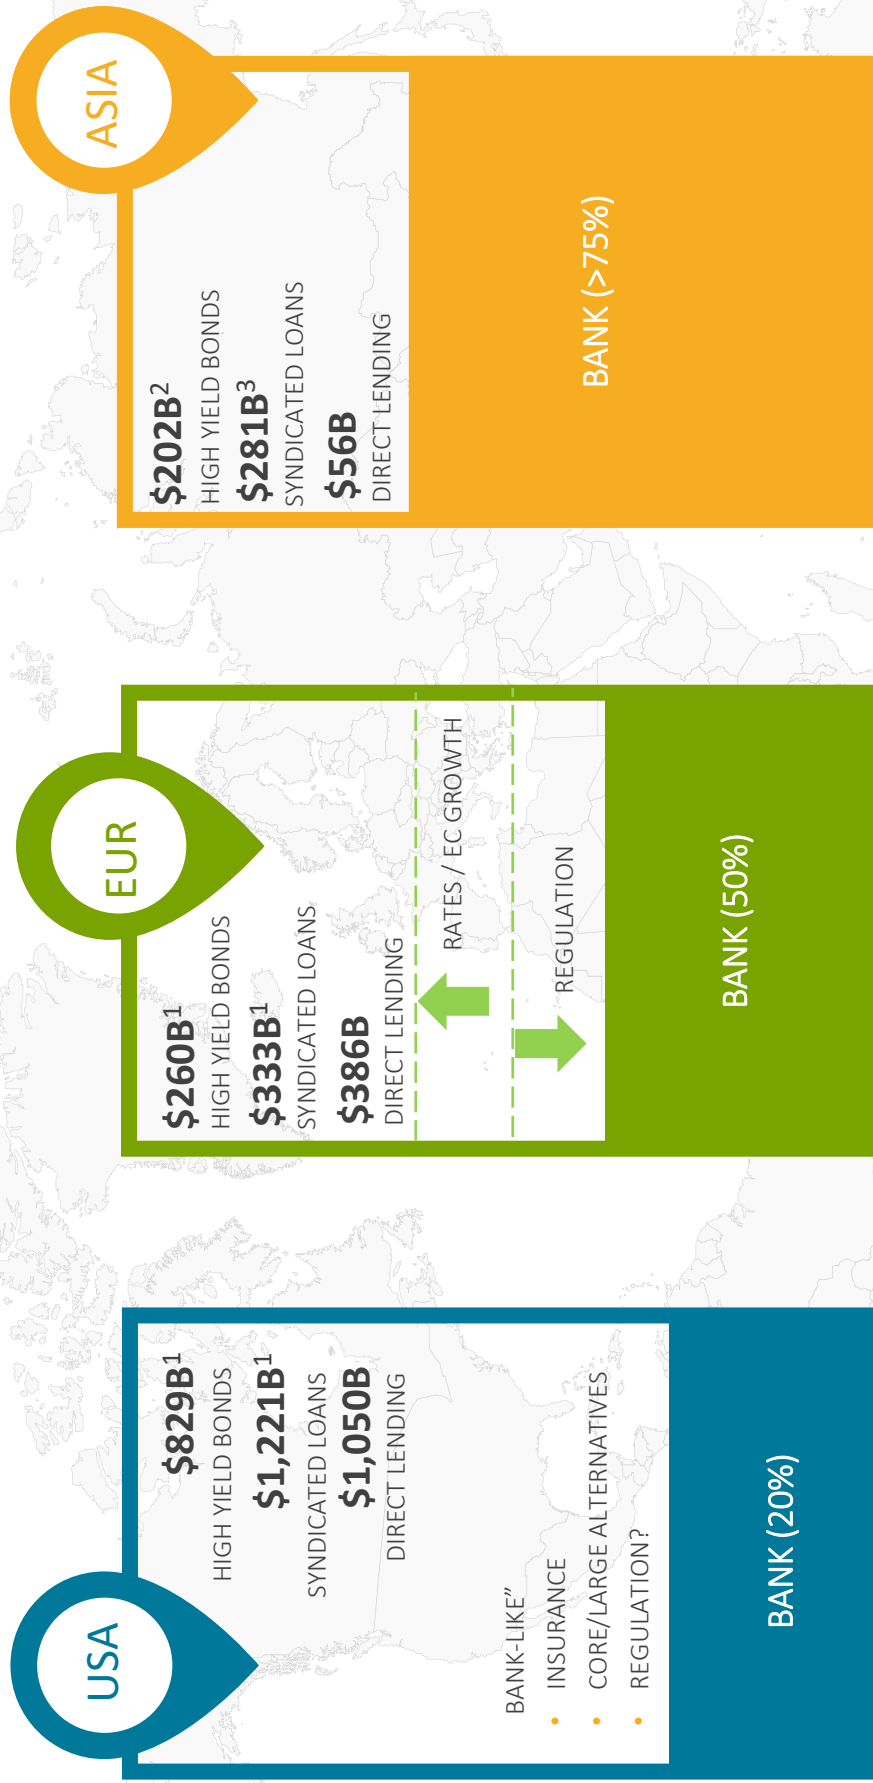 USA
$829B1
HIGH YIELD BONDS
$1,221B1
SYNDICATED LOANS
$1,050B
DIRECT LENDING
BANK-LIKE”
• INSURANCE
• CORE/LARGE ALTERNATIVES
• REGULATION?
BANK (20%)
EUR
$260B1
HIGH YIELD BONDS
$333B1
SYNDICATED LOANS
$386B
DIRECT LENDING
RATES / EC GROWTH
REGULATION
BANK (50%)
ASIA
$202B2
HIGH YIELD BONDS
$281B3
SYNDICATED LOANS
$56B
DIRECT LENDING
BANK (>75%)